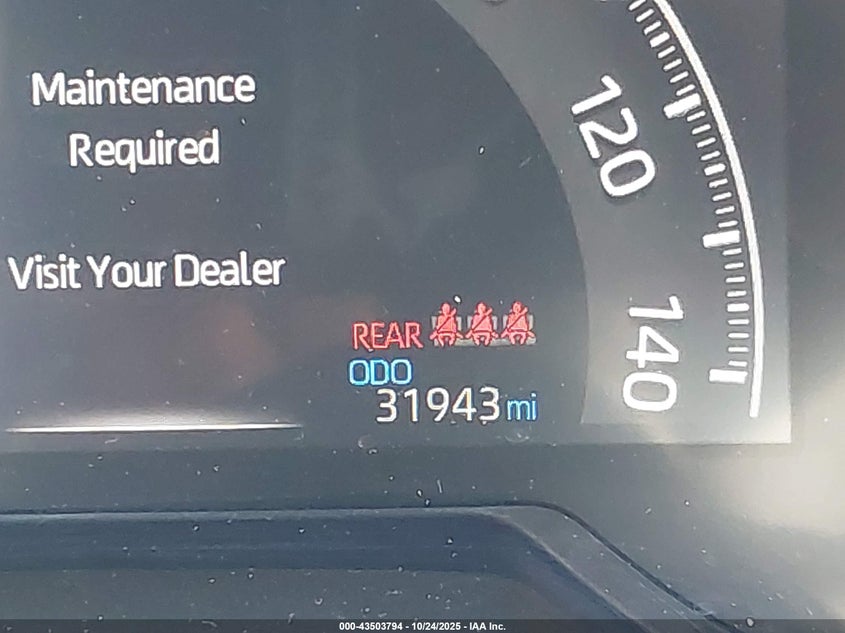 Maintenance
Required
Visit Your Dealer
120
140
REAR
ODO
31943 mi
000-43503794 - 10/24/2025 - IAA Inc.